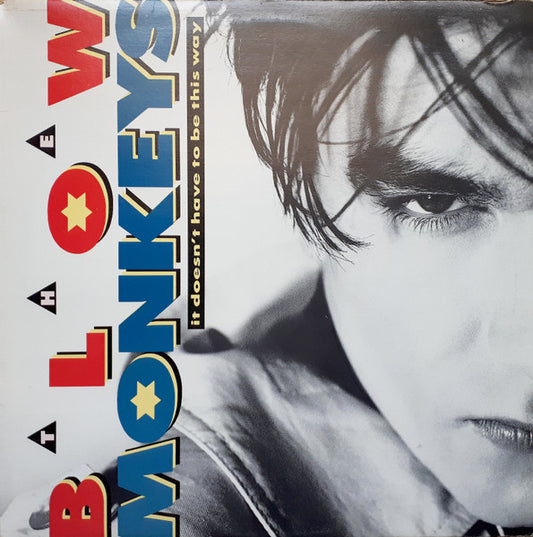 THE
BLOW
MONKEYS
it doesn't have to be this way